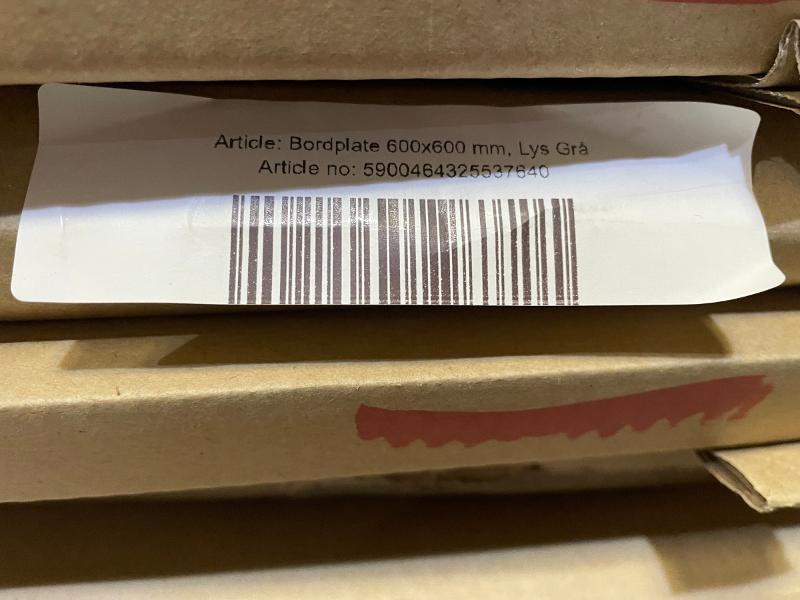 Article: Bordplate 600x600 mm, Lys Grå
Article no: 5900464325537640